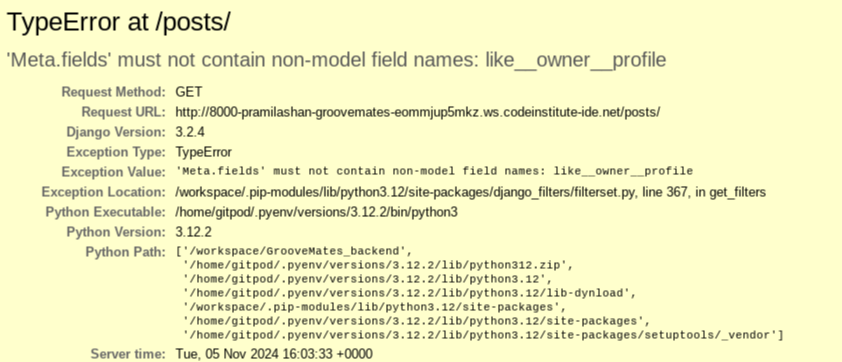 TypeError at /posts/
'Meta.fields' must not contain non-model field names: like__owner__profile
Request Method: GET
Request URL: http://8000-pramilashan-groovemates-eommjup5mkz.ws.codeinstitute-ide.net/posts/
Django Version: 3.2.4
Exception Type: TypeError
Exception Value: 'Meta.fields' must not contain non-model field names: like__owner__profile
Exception Location: /workspace/.pip-modules/lib/python3.12/site-packages/django_filters/filterset.py, line 367, in get_filters
Python Executable: /home/gitpod/.pyenv/versions/3.12.2/bin/python3
Python Version: 3.12.2
Python Path: ['/workspace/GrooveMates_backend',
'/home/gitpod/.pyenv/versions/3.12.2/lib/python312.zip',
'/home/gitpod/.pyenv/versions/3.12.2/lib/python3.12',
'/home/gitpod/.pyenv/versions/3.12.2/lib/python3.12/lib-dynload',
'/workspace/.pip-modules/lib/python3.12/site-packages',
'/home/gitpod/.pyenv/versions/3.12.2/lib/python3.12/site-packages',
'/home/gitpod/.pyenv/versions/3.12.2/lib/python3.12/site-packages/setuptools/_vendor']
Server time: Tue, 05 Nov 2024 16:03:33 +0000